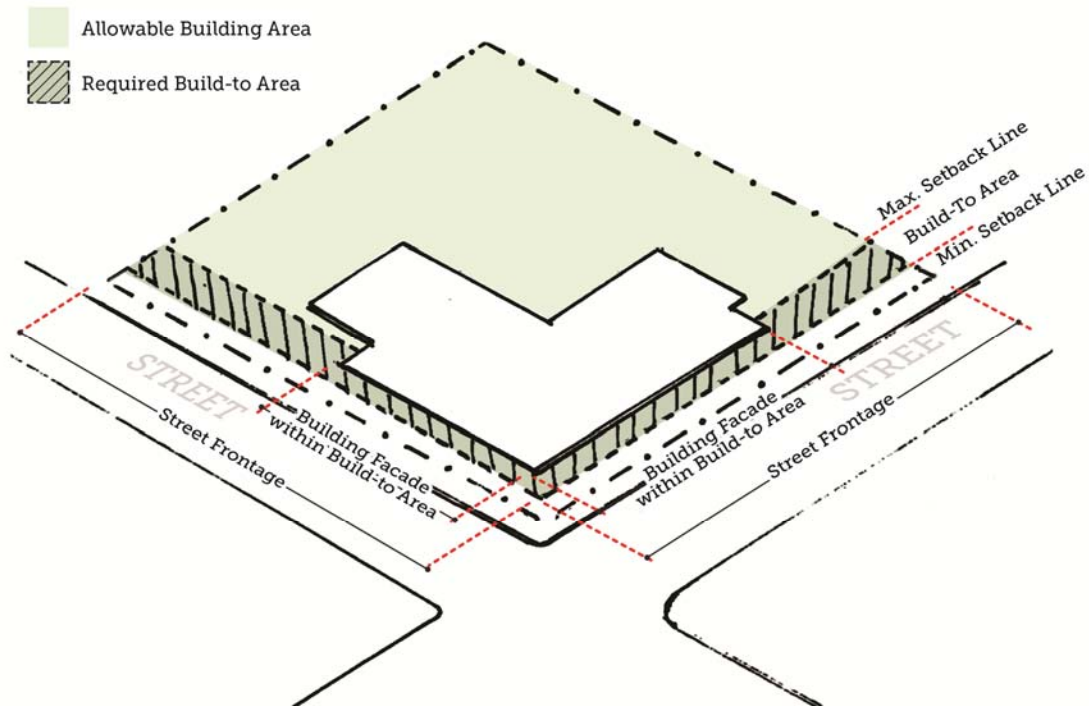 Allowable Building Area
Required Build-to Area
Max. Setback Line
Build-To Area
Min. Setback Line
STREET
STREET
Building Facade
within Build-to Area
Street Frontage
Building Facade
within Build-to Area
Street Frontage